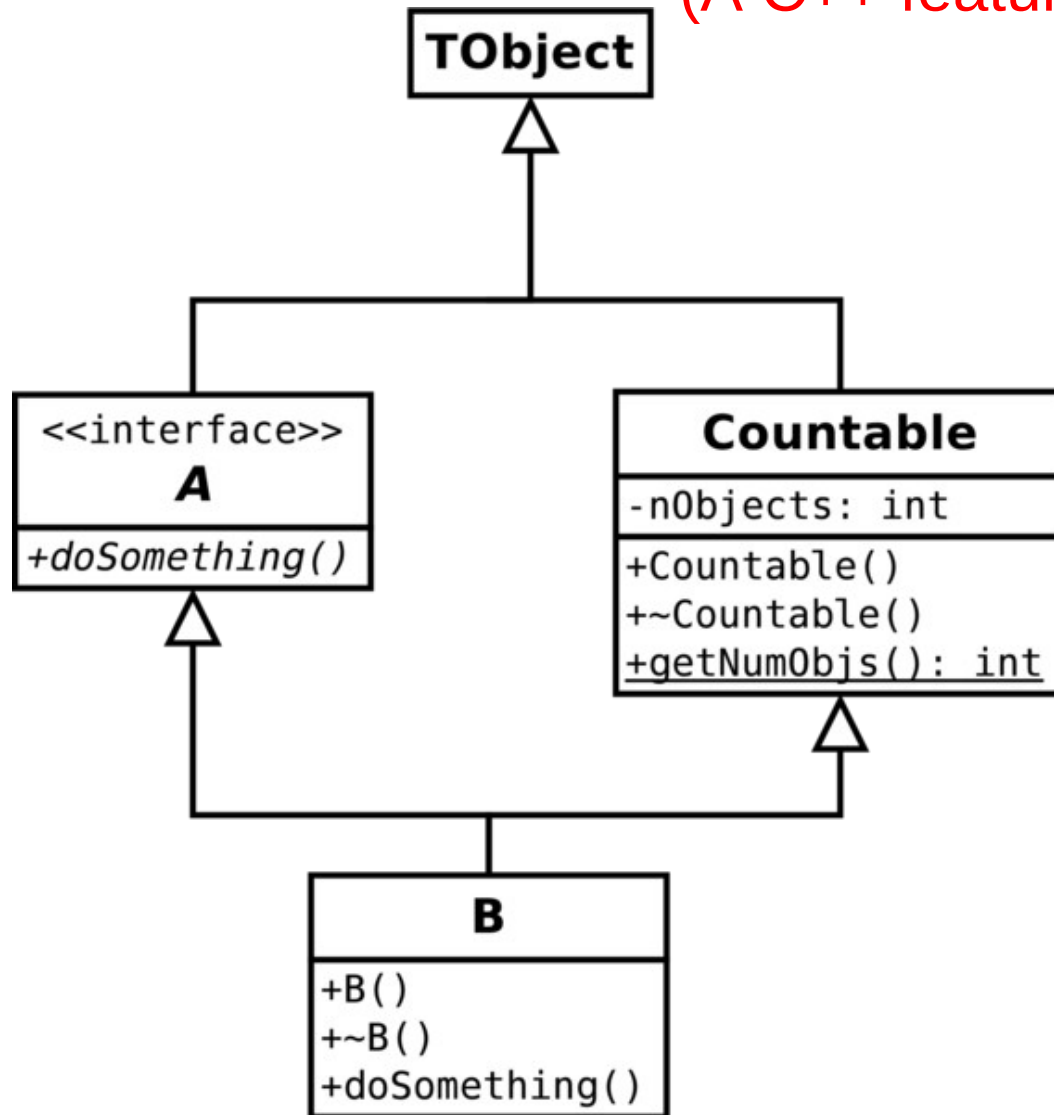 (A C++
TObject
<<interface>>
A
+doSomething()
Countable
-nObjects: int
+Countable()
+~Countable()
+getNumObjs(): int
B
+B()
+~B()
+doSomething()